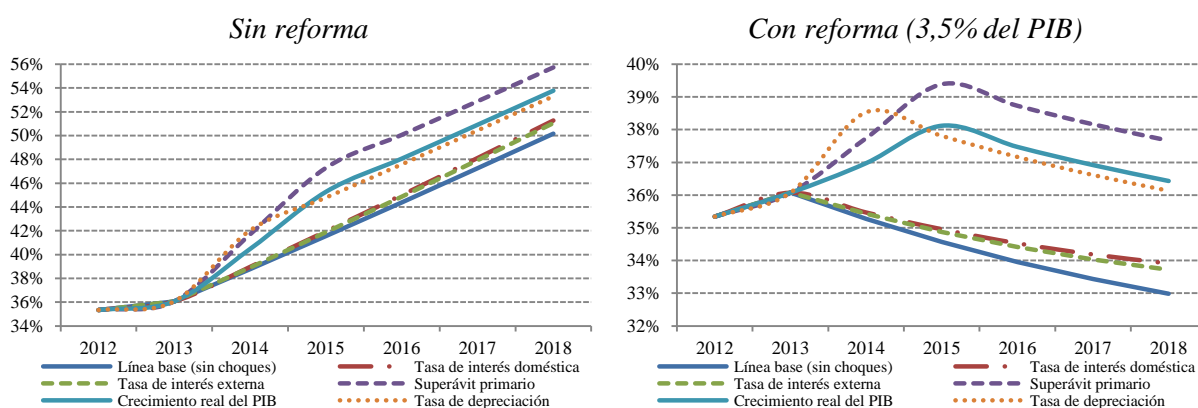 Sin reforma
56%
54%
52%
50%
48%
46%
44%
42%
40%
38%
36%
34%
2012 2013 2014 2015 2016 2017 2018
Línea base (sin choques) Tasa de interés doméstica
Tasa de interés externa Superávit primario
Crecimiento real del PIB Tasa de depreciación
Con reforma (3,5% del PIB)
40%
39%
38%
37%
36%
35%
34%
33%
32%
2012 2013 2014 2015 2016 2017 2018
Línea base (sin choques) Tasa de interés doméstica
Tasa de interés externa Superávit primario
Crecimiento real del PIB Tasa de depreciación